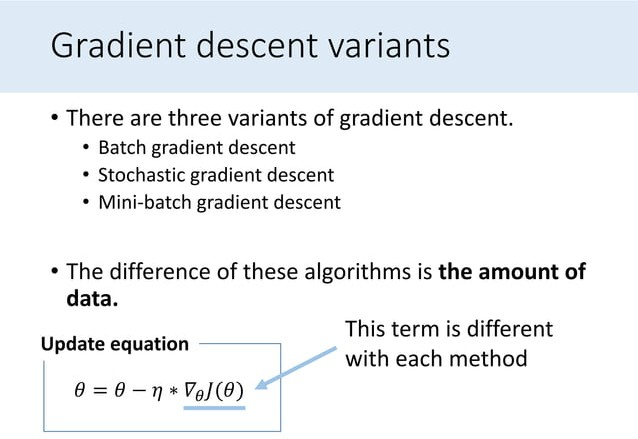 Gradient descent variants
• There are three variants of gradient descent.
• Batch gradient descent
• Stochastic gradient descent
• Mini-batch gradient descent
• The difference of these algorithms is the amount of
data.
Update equation
This term is different
with each method
θ = θ − η ∗ ∇θJ(θ)